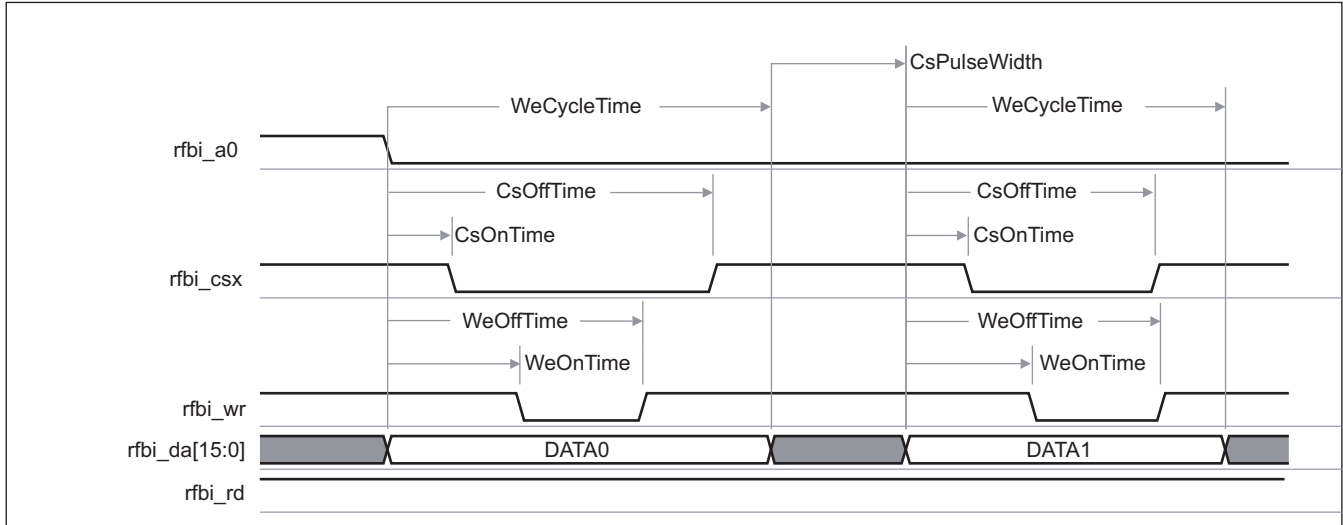 CsPulseWidth
WeCycleTime WeCycleTime
rfbi_a0
CsOffTime CsOffTime
CsOnTime CsOnTime
rfbi_csx
WeOffTime WeOffTime
WeOnTime WeOnTime
rfbi_wr
rfbi_da[15:0] DATA0 DATA1
rfbi_rd